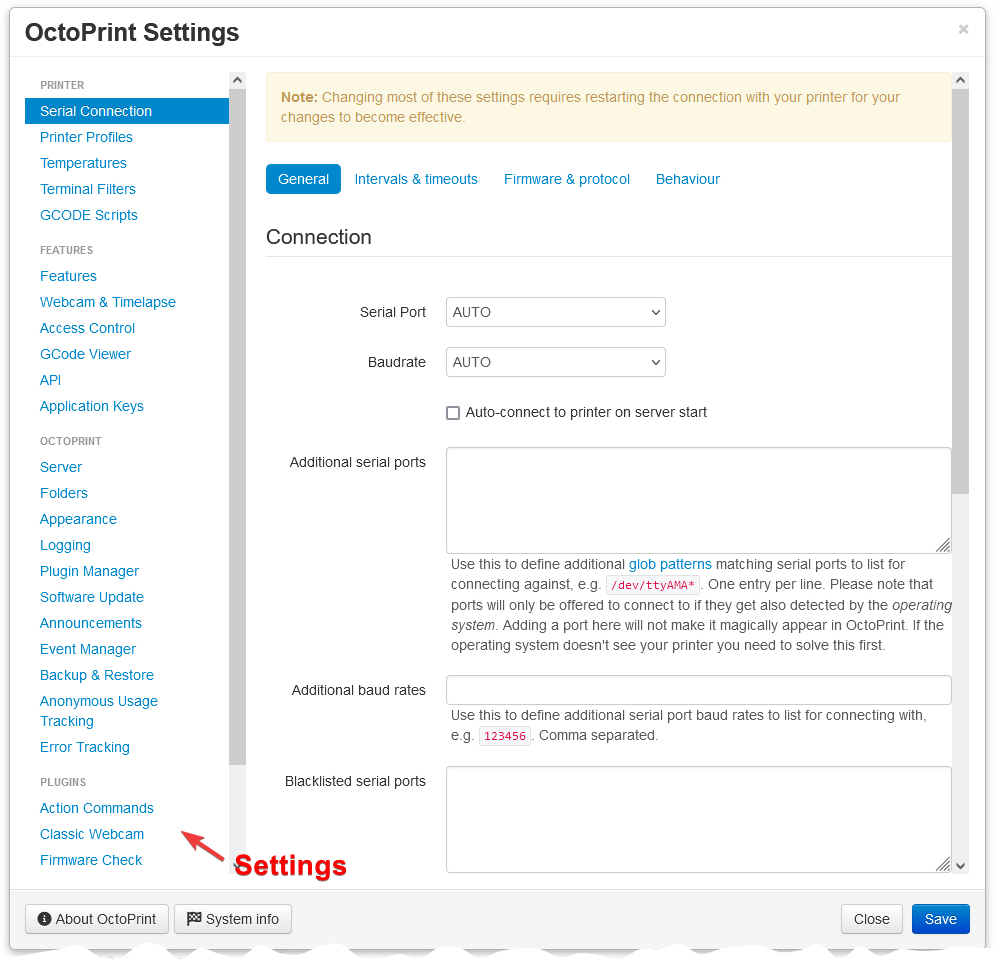 OctoPrint Settings
×
PRINTER
Serial Connection
Printer Profiles
Temperatures
Terminal Filters
GCODE Scripts
FEATURES
Features
Webcam & Timelapse
Access Control
GCode Viewer
API
Application Keys
OCTOPRINT
Server
Folders
Appearance
Logging
Plugin Manager
Software Update
Announcements
Event Manager
Backup & Restore
Anonymous Usage
Tracking
Error Tracking
PLUGINS
Action Commands
Classic Webcam
Firmware Check
Settings
Note: Changing most of these settings requires restarting the connection with your printer for your
changes to become effective.
General Intervals & timeouts Firmware & protocol Behaviour
Connection
Serial Port AUTO
Baudrate AUTO
Auto-connect to printer on server start
Additional serial ports
Use this to define additional glob patterns matching serial ports to list for
connecting against, e.g. /dev/ttyAMA* . One entry per line. Please note that
ports will only be offered to connect to if they get also detected by the operating
system. Adding a port here will not make it magically appear in OctoPrint. If the
operating system doesn't see your printer you need to solve this first.
Additional baud rates
Use this to define additional serial port baud rates to list for connecting with,
e.g. 123456 . Comma separated.
Blacklisted serial ports
About OctoPrint System info Close Save